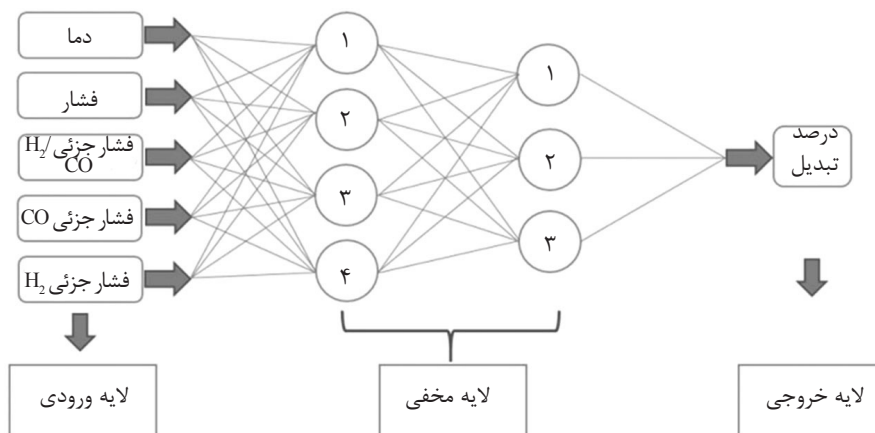 دما
فشار
فشار جزئی H₂/
CO
فشار جزئی CO
فشار جزئی H₂
۱
۲
۳
۴
۱
۲
۳
درصد
تبدیل
لایه ورودی
لایه مخفی
لایه خروجی